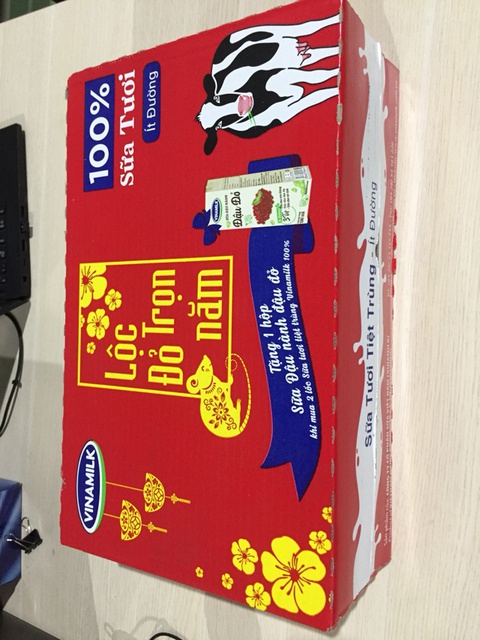 100%
Sữa Tươi
Ít Đường
VINAMILK
Lộc
Đỏ Trọn
năm
VINAMILK
Đậu Đỏ
Tặng 1 hộp
Sữa Đậu nành đậu đỏ
khi mua 2 lốc Sữa tươi tiệt trùng Vinamilk 100%
Sữa Tươi Tiệt Trùng - Ít Đường